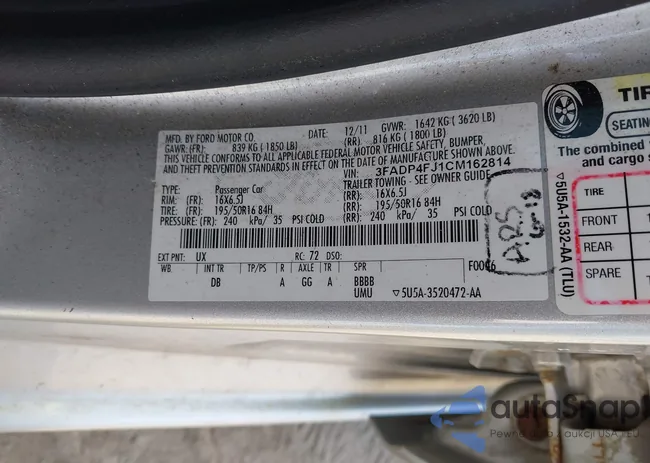 MFD. BY FORD MOTOR CO. DATE: 12/11 GVWR: 1642 KG ( 3620 LB)
GAWR: (FR): 839 KG ( 1850 LB) (RR) 816 KG ( 1800 LB)
THIS VEHICLE CONFORMS TO ALL APPLICABLE FEDERAL MOTOR VEHICLE SAFETY, BUMPER,
AND THEFT PREVENTION STANDARDS IN EFFECT ON THE DATE OF MANUFACTURE SHOWN ABOVE.
VIN: 3FADP4FJ1CM162814
TYPE: Passenger Car TRAILER TOWING - SEE OWNER GUIDE.
RIM: (FR): 16X6.5J (RR): 16X6.5J
TIRE: (FR): 195/50R16 84H (RR): 195/50R16 84H
PRESSURE: (FR) 240 kPa/ 35 PSI COLD (RR): 240 kPa/ 35 PSI COLD
EXT PNT: UX RC: 72 DSO:
WB INT TR TP/PS R AXLE TR SPR
DB A GG A BBBB
UMU ▽5U5A-3520472-AA
TIR
SEATING
The combined
and cargo s
TIRE
FRONT
REAR
SPARE
▽5U5A-1532-AA (TLU)
autoSnap